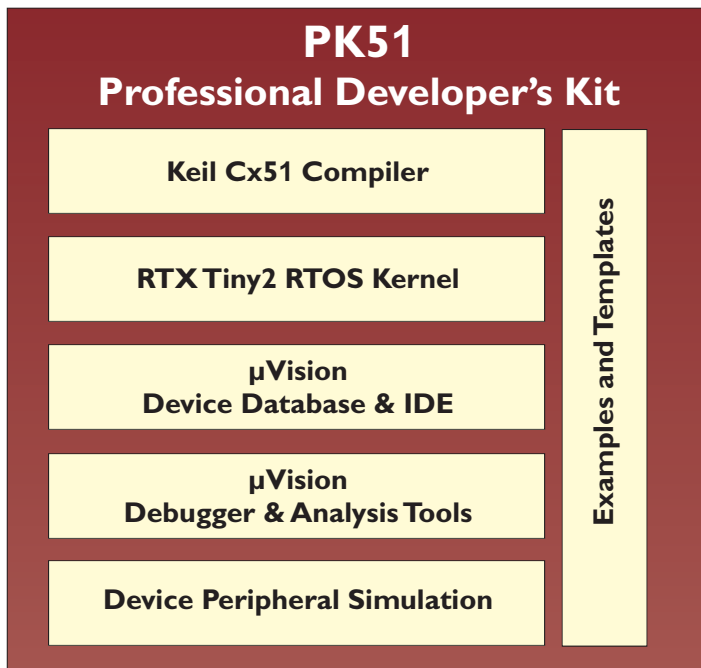 PK51
Professional Developer’s Kit
Keil Cx51 Compiler
RTX Tiny2 RTOS Kernel
µVision
Device Database & IDE
µVision
Debugger & Analysis Tools
Device Peripheral Simulation
Examples and Templates